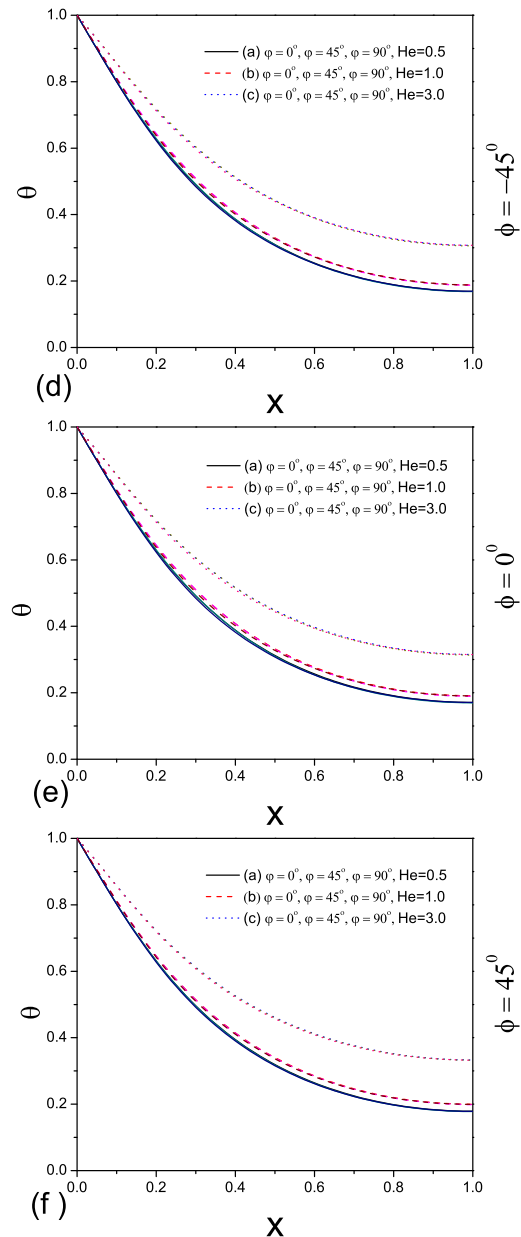 1.0
0.8
0.6
0.4
0.2
0.0
θ
(a) φ = 0°, φ = 45°, φ = 90°, He=0.5
(b) φ = 0°, φ = 45°, φ = 90°, He=1.0
(c) φ = 0°, φ = 45°, φ = 90°, He=3.0
ϕ = −45⁰
0.0 0.2 0.4 0.6 0.8 1.0
(d)
X
1.0
0.8
0.6
0.4
0.2
0.0
θ
(a) φ = 0°, φ = 45°, φ = 90°, He=0.5
(b) φ = 0°, φ = 45°, φ = 90°, He=1.0
(c) φ = 0°, φ = 45°, φ = 90°, He=3.0
ϕ = 0⁰
0.0 0.2 0.4 0.6 0.8 1.0
(e)
X
1.0
0.8
0.6
0.4
0.2
0.0
θ
(a) φ = 0°, φ = 45°, φ = 90°, He=0.5
(b) φ = 0°, φ = 45°, φ = 90°, He=1.0
(c) φ = 0°, φ = 45°, φ = 90°, He=3.0
ϕ = 45⁰
0.0 0.2 0.4 0.6 0.8 1.0
(f )
X